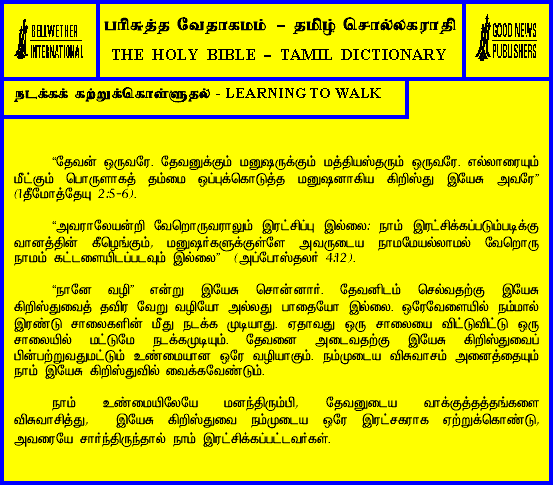 BELLWETHER
INTERNATIONAL
பரிசுத்த வேதாகமம் – தமிழ் சொல்லகராதி
THE HOLY BIBLE – TAMIL DICTIONARY
GOOD NEWS
PUBLISHERS
நடக்கக் கற்றுக்கொள்ளுதல் - LEARNING TO WALK
“தேவன் ஒருவரே. தேவனுக்கும் மனுஷருக்கும் மத்தியஸ்தரும் ஒருவரே. எல்லாரையும்
மீட்கும் பொருளாகத் தம்மை ஒப்புக்கொடுத்த மனுஷனாகிய கிறிஸ்து இயேசு அவரே”
(1தீமோத்தேயு 2:5-6).
“அவராலேயன்றி வேறொருவராலும் இரட்சிப்பு இல்லை; நாம் இரட்சிக்கப்படும்படிக்கு
வானத்தின் கீழெங்கும், மனுஷர்களுக்குள்ளே அவருடைய நாமமேயல்லாமல் வேறொரு
நாமம் கட்டளையிடப்படவும் இல்லை” (அப்போஸ்தலர் 4:12).
“நானே வழி” என்று இயேசு சொன்னார். தேவனிடம் செல்வதற்கு இயேசு
கிறிஸ்துவைத் தவிர வேறு வழியோ அல்லது பாதையோ இல்லை. ஒரேவேளையில் நம்மால்
இரண்டு சாலைகளின் மீது நடக்க முடியாது. ஏதாவது ஒரு சாலையை விட்டுவிட்டு ஒரு
சாலையில் மட்டுமே நடக்கமுடியும். தேவனை அடைவதற்கு இயேசு கிறிஸ்துவைப்
பின்பற்றுவதுமட்டும் உண்மையான ஒரே வழியாகும். நம்முடைய விசுவாசம் அனைத்தையும்
நாம் இயேசு கிறிஸ்துவில் வைக்கவேண்டும்.
நாம் உண்மையிலேயே மனந்திரும்பி, தேவனுடைய வாக்குத்தத்தங்களை
விசுவாசித்து, இயேசு கிறிஸ்துவை நம்முடைய ஒரே இரட்சகராக ஏற்றுக்கொண்டு,
அவரையே சார்ந்திருந்தால் நாம் இரட்சிக்கப்பட்டவர்கள்.